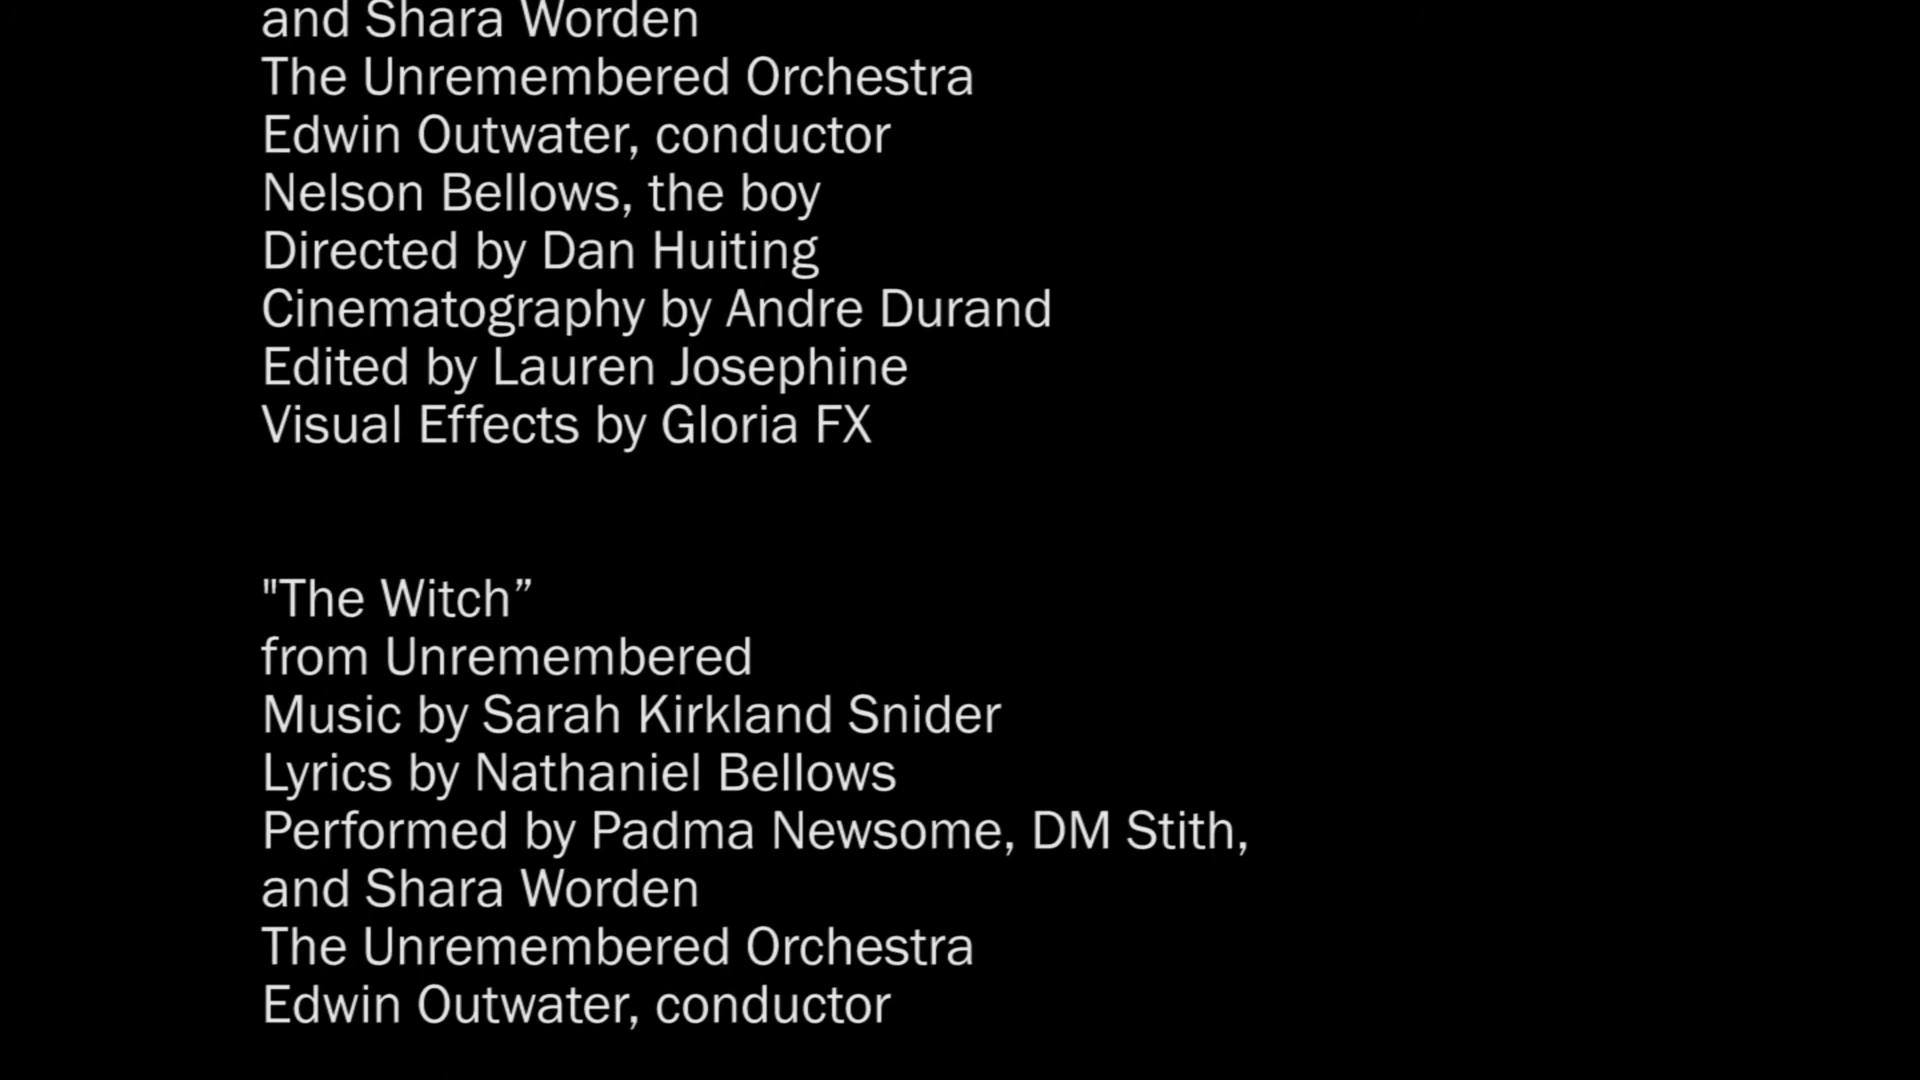 and Shara Worden
The Unremembered Orchestra
Edwin Outwater, conductor
Nelson Bellows, the boy
Directed by Dan Huiting
Cinematography by Andre Durand
Edited by Lauren Josephine
Visual Effects by Gloria FX
"The Witch”
from Unremembered
Music by Sarah Kirkland Snider
Lyrics by Nathaniel Bellows
Performed by Padma Newsome, DM Stith,
and Shara Worden
The Unremembered Orchestra
Edwin Outwater, conductor